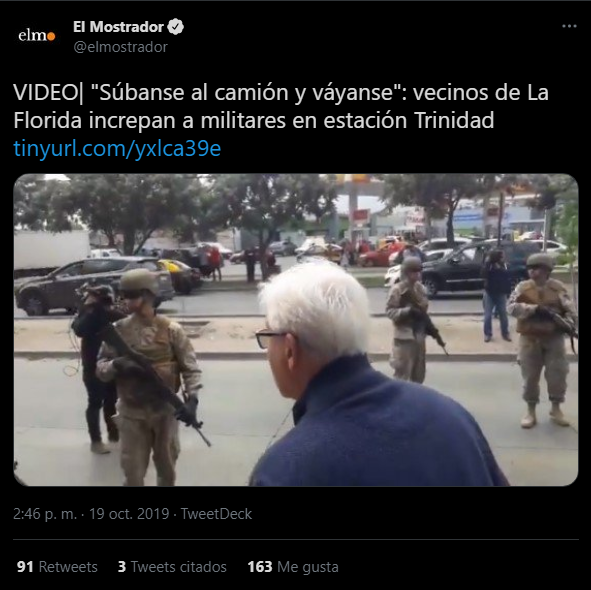 elmo
El Mostrador
@elmostrador
VIDEO| "Súbanse al camión y váyanse": vecinos de La
Florida increpan a militares en estación Trinidad
tinyurl.com/yxlca39e
2:46 p. m. · 19 oct. 2019 · TweetDeck
91 Retweets 3 Tweets citados 163 Me gusta